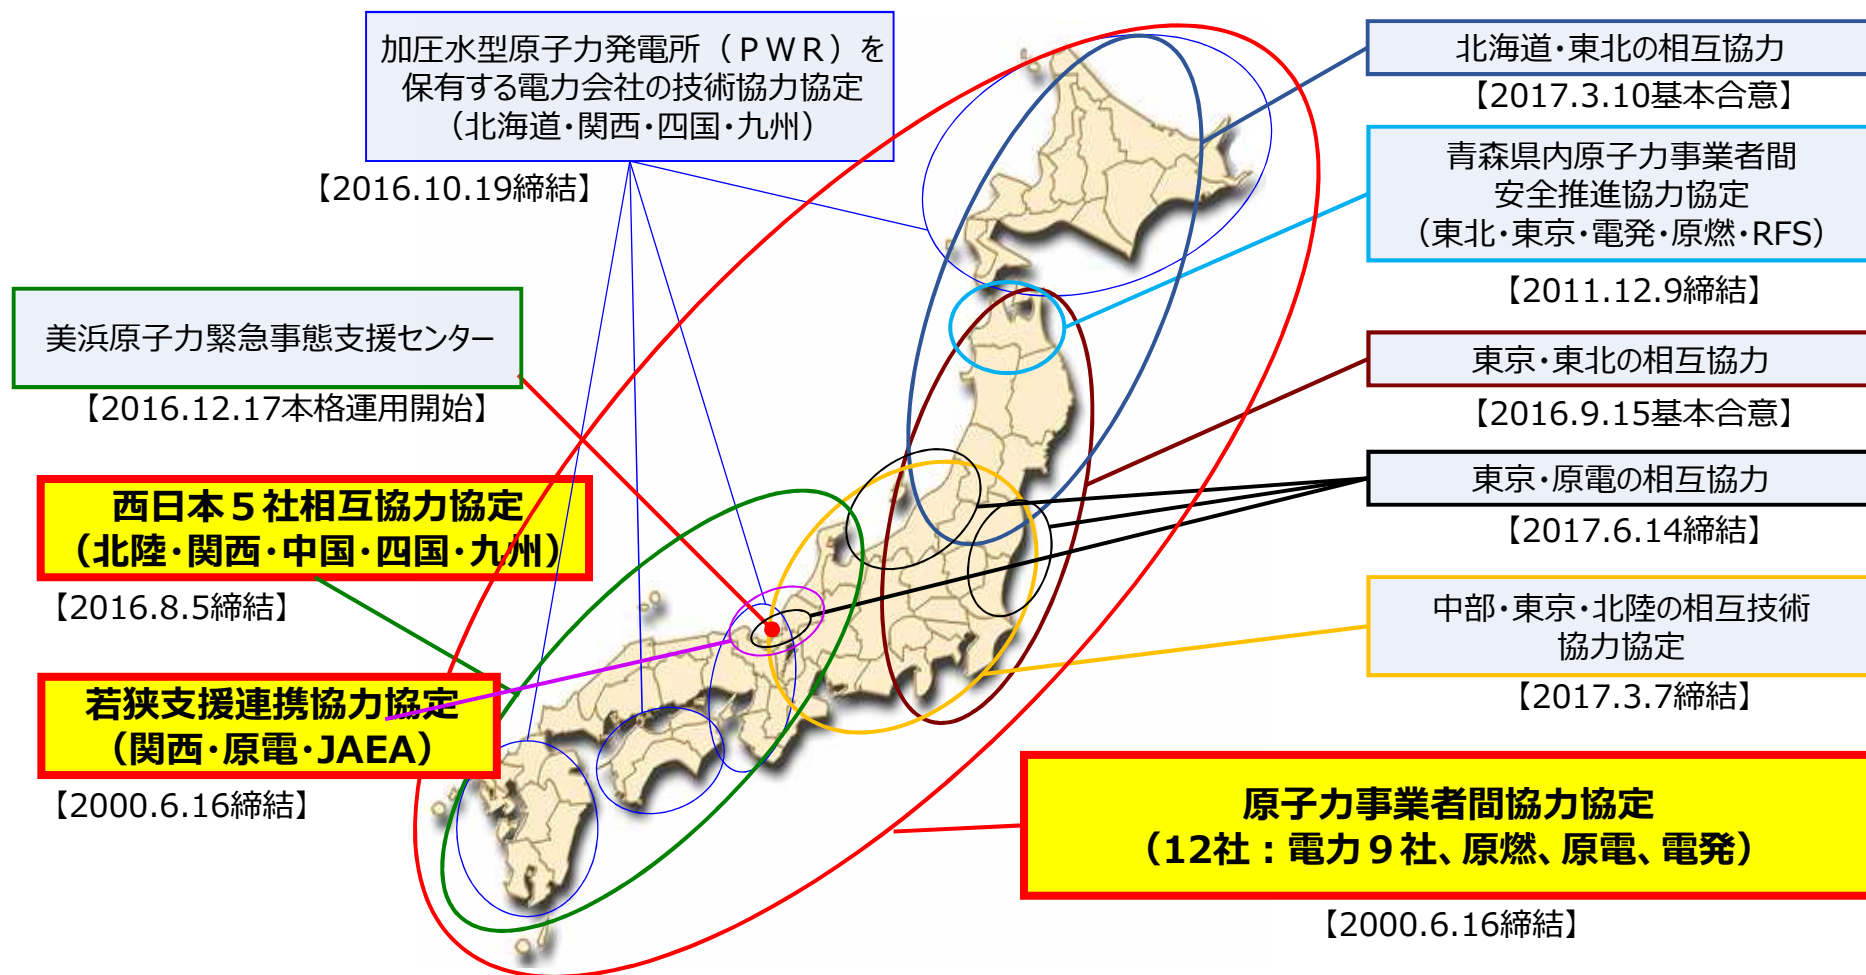 加圧水型原子力発電所（ＰＷＲ）を
保有する電力会社の技術協力協定
（北海道・関西・四国・九州）
【2016.10.19締結】
美浜原子力緊急事態支援センター
【2016.12.17本格運用開始】
西日本５社相互協力協定
（北陸・関西・中国・四国・九州）
【2016.8.5締結】
若狭支援連携協力協定
（関西・原電・JAEA）
【2000.6.16締結】
北海道・東北の相互協力
【2017.3.10基本合意】
青森県内原子力事業者間
安全推進協力協定
（東北・東京・電発・原燃・RFS）
【2011.12.9締結】
東京・東北の相互協力
【2016.9.15基本合意】
東京・原電の相互協力
【2017.6.14締結】
中部・東京・北陸の相互技術
協力協定
【2017.3.7締結】
原子力事業者間協力協定
（12社：電力９社、原燃、原電、電発）
【2000.6.16締結】